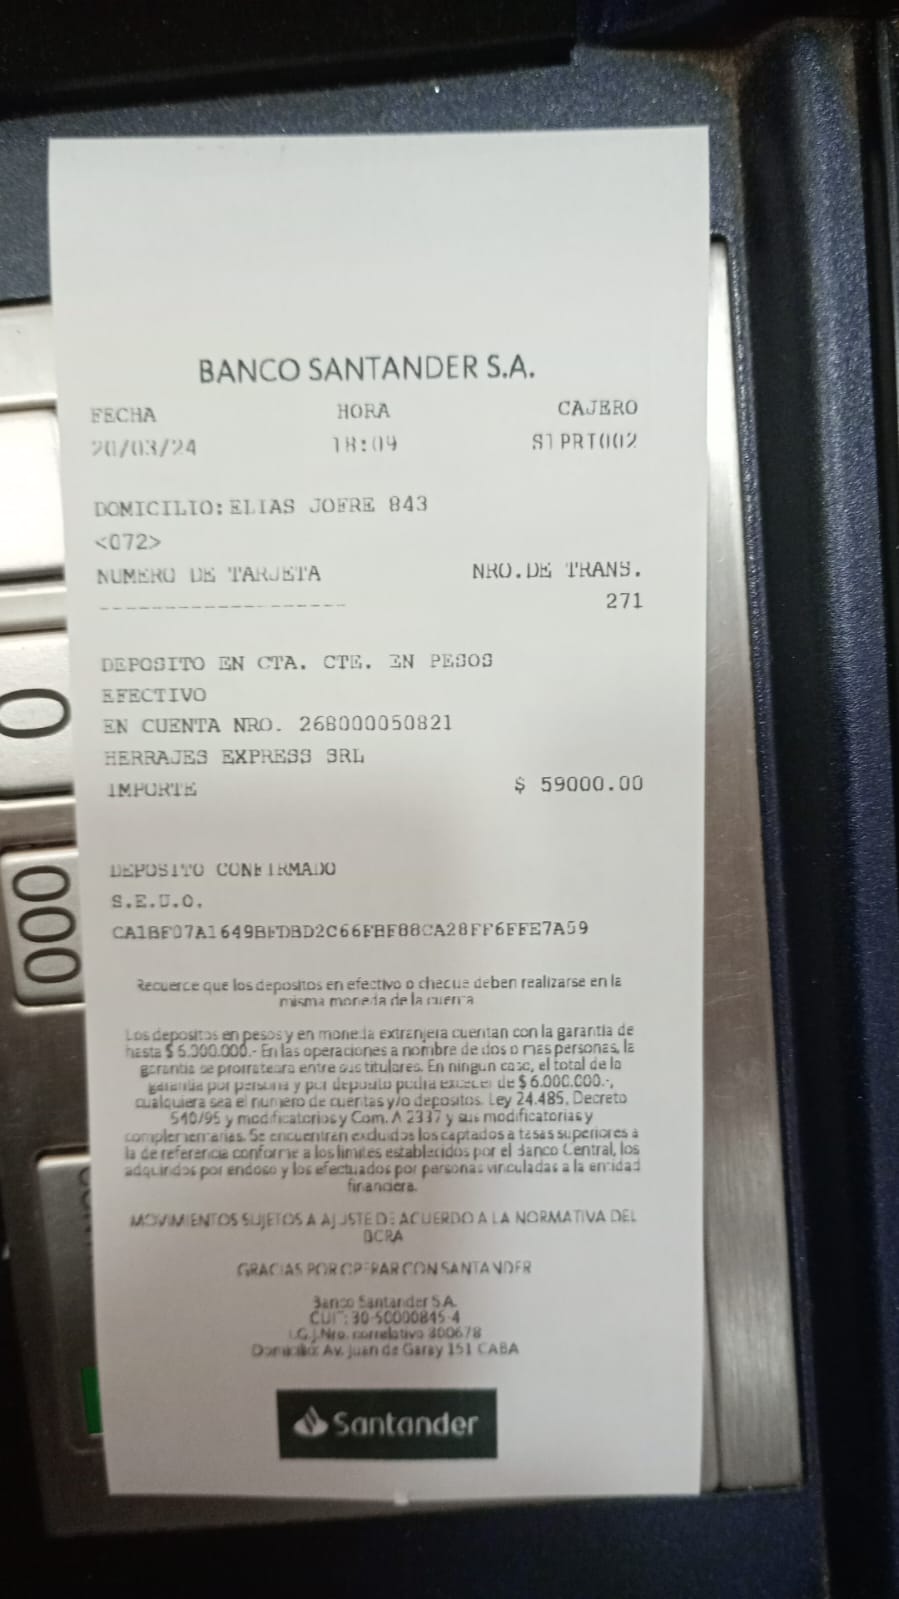 BANCO SANTANDER S.A.
FECHA HORA CAJERO
20/03/24 18:09 S1PRT002
DOMICILIO: ELIAS JOFRE 843
<072>
NUMERO DE TARJETA NRO.DE TRANS.
-------------------- 271
DEPOSITO EN CTA. CTE. EN PESOS
EFECTIVO
EN CUENTA NRO. 268000050821
HERRAJES EXPRESS SRL
IMPORTE $ 59000.00
DEPOSITO CONFIRMADO
S.E.U.O.
CA1BF07A1649BFDBD2C66FBF88CA28FF6FFE7A59
Recuerde que los depositos en efectivo o cheque deben realizarse en la
misma moneda de la cuenta
Los depositos en pesos y en moneda extranjera cuentan con la garantia de
hasta $ 6.000.000.- En las operaciones a nombre de dos o mas personas, la
garantia se prorrateara entre sus titulares. En ningun caso, el total de la
garantia por persona y por deposito podra exceder de $ 6.000.000.-,
cualquiera sea el numero de cuentas y/o depositos. Ley 24.485, Decreto
540/95 y modificatorios y Com. A 2337 y sus modificatorias y
complementarias. Se encuentran excluidos los captados a tasas superiores a
la de referencia conforme a los limites establecidos por el Banco Central, los
adquiridos por endoso y los efectuados por personas vinculadas a la entidad
financiera.
MOVIMIENTOS SUJETOS A AJUSTE DE ACUERDO A LA NORMATIVA DEL
BCRA
GRACIAS POR OPERAR CON SANTANDER
Banco Santander S.A.
CUIT: 30-50000845-4
I.G.J.Nro. correlativo 800678
Domicilio: Av. Juan de Garay 151 CABA
Santander
0
000